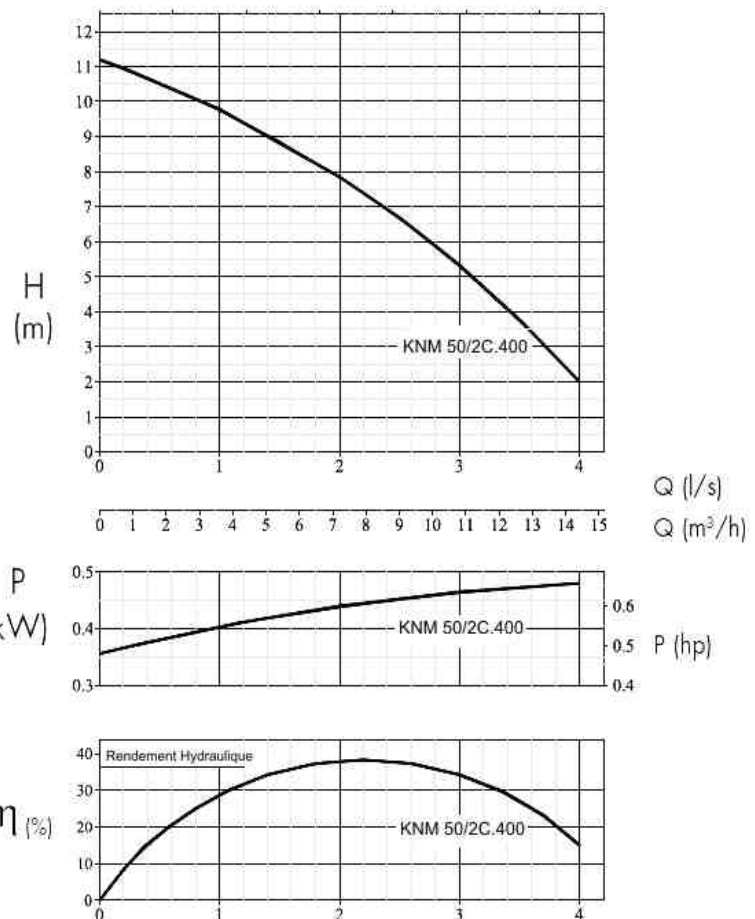 12
11
10
9
8
7
6
5
4
3
2
1
0
H
(m)
KNM 50/2C.400
0 1 2 3 4
Q (l/s)
0 1 2 3 4 5 6 7 8 9 10 11 12 13 14 15
Q (m³/h)
P
kW)
0.5
0.4
0.3
KNM 50/2C.400
0.6
0.5
0.4
P (hp)
η (%)
40
30
20
10
0
Rendement Hydraulique
KNM 50/2C.400
0 1 2 3 4